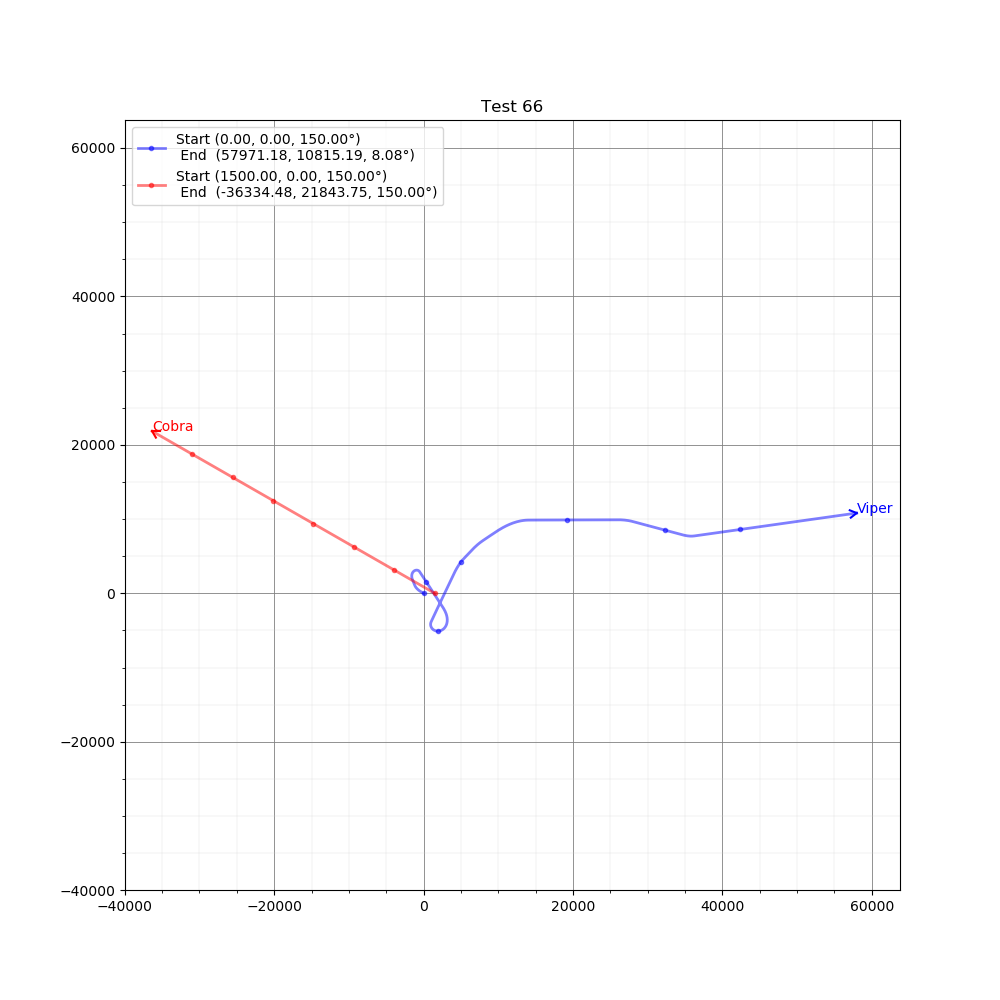 Test 66
Start (0.00, 0.00, 150.00°)
End (57971.18, 10815.19, 8.08°)
Start (1500.00, 0.00, 150.00°)
End (-36334.48, 21843.75, 150.00°)
60000
40000
20000
0
−20000
−40000
Cobra
Viper
−40000
−20000
0
20000
40000
60000